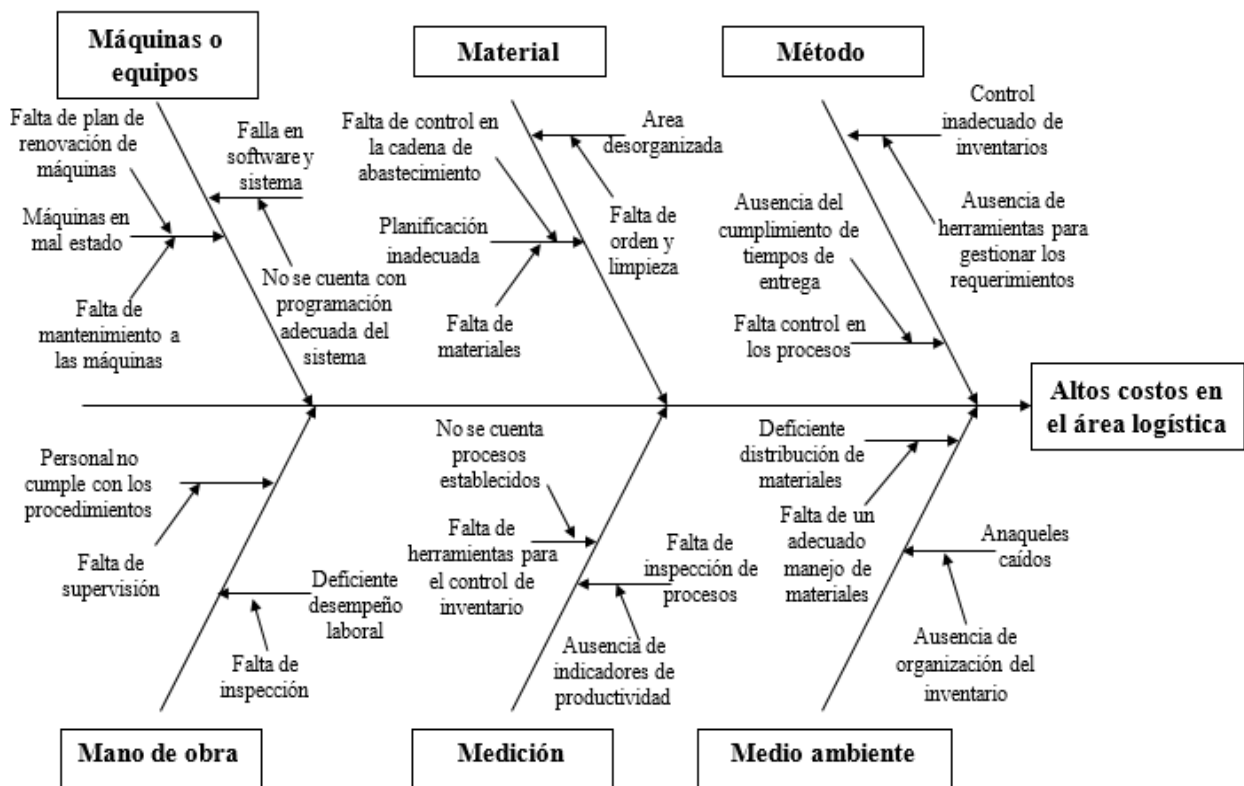 Máquinas o
equipos
Material
Método
Falta de plan de
renovación de
máquinas
Falla en
software y
sistema
Máquinas en
mal estado
Falta de
mantenimiento a
las máquinas
No se cuenta con
programación
adecuada del
sistema
Falta de control en
la cadena de
abastecimiento
Area
desorganizada
Planificación
inadecuada
Falta de
orden y
limpieza
Falta de
materiales
Control
inadecuado de
inventarios
Ausencia del
cumplimiento de
tiempos de
entrega
Ausencia de
herramientas para
gestionar los
requerimientos
Falta control en
los procesos
Altos costos en
el área logística
Personal no
cumple con los
procedimientos
Falta de
supervisión
Deficiente
desempeño
laboral
Falta de
inspección
No se cuenta
procesos
establecidos
Falta de
herramientas para
el control de
inventario
Falta de
inspección de
procesos
Ausencia de
indicadores de
productividad
Deficiente
distribución de
materiales
Falta de un
adecuado
manejo de
materiales
Anaqueles
caídos
Ausencia de
organización del
inventario
Mano de obra
Medición
Medio ambiente